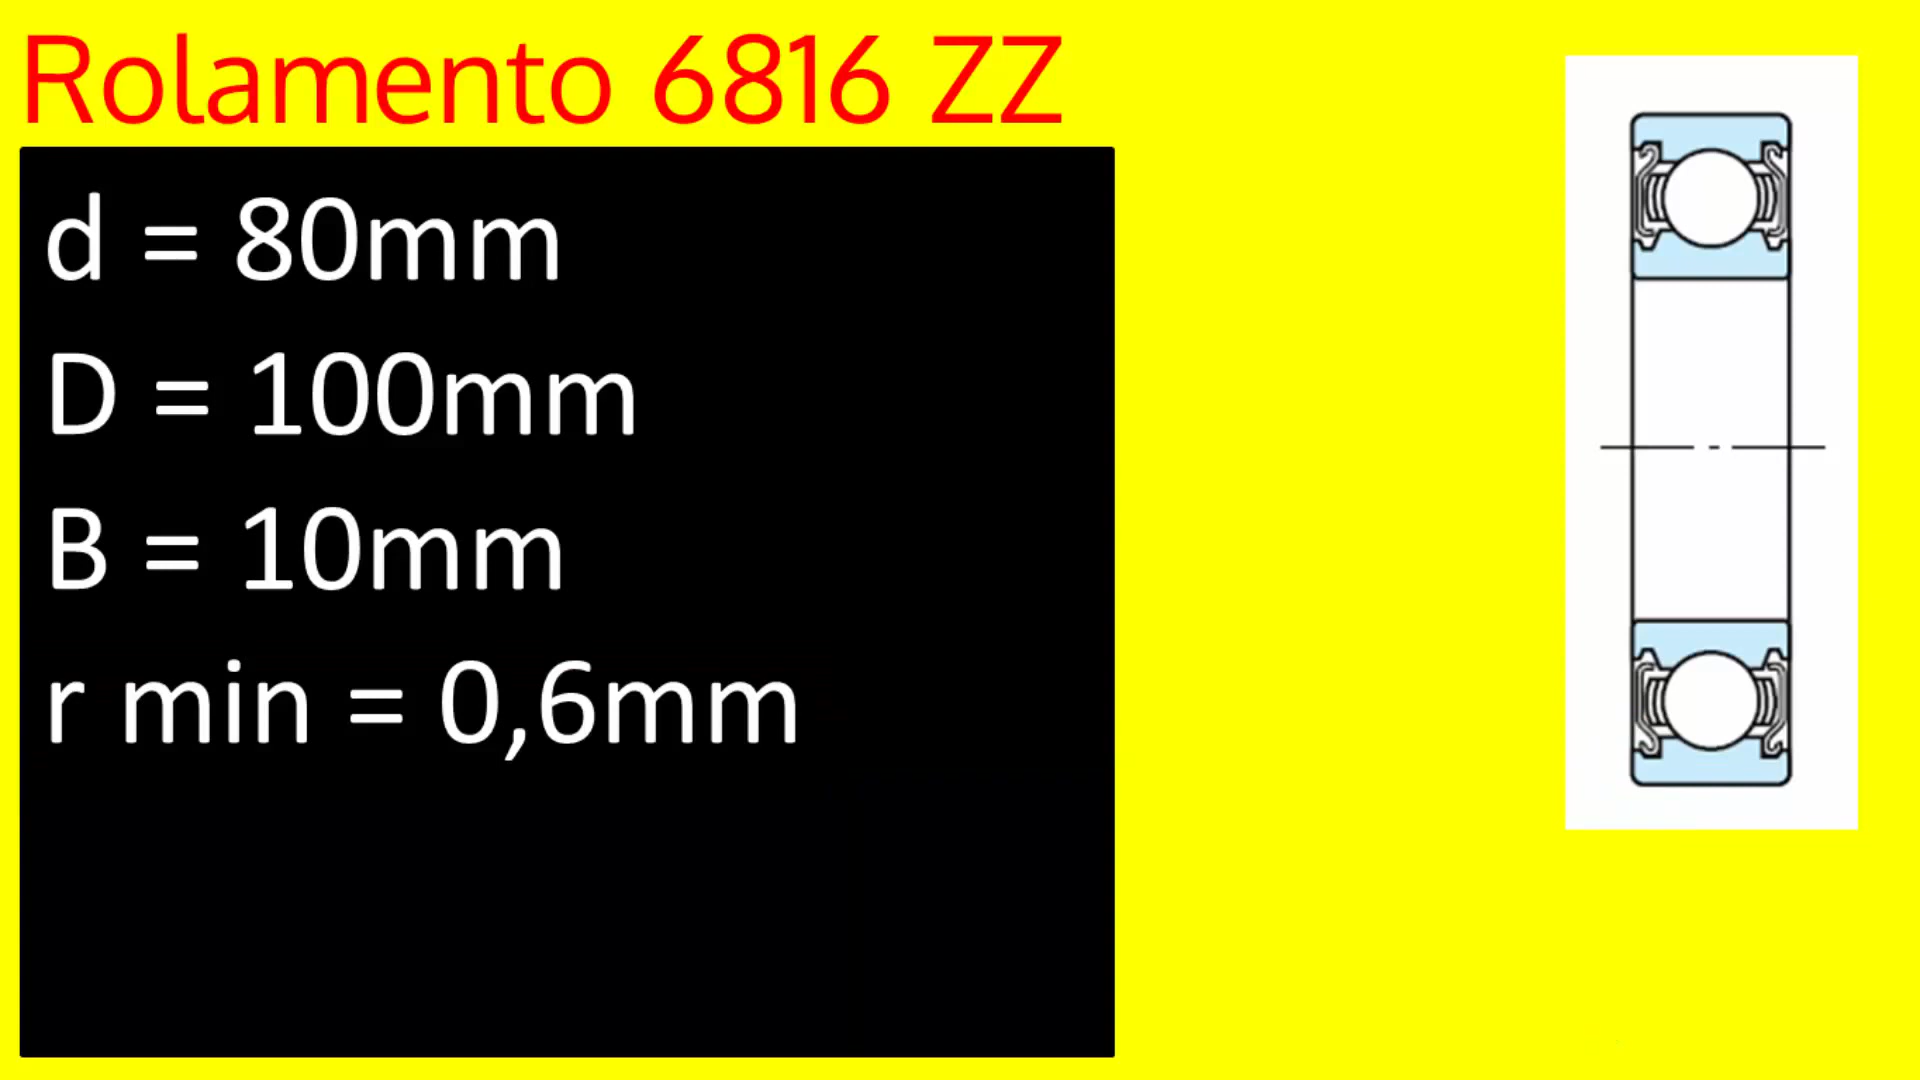 Rolamento 6816 ZZ
d = 80mm
D = 100mm
B = 10mm
r min = 0,6mm